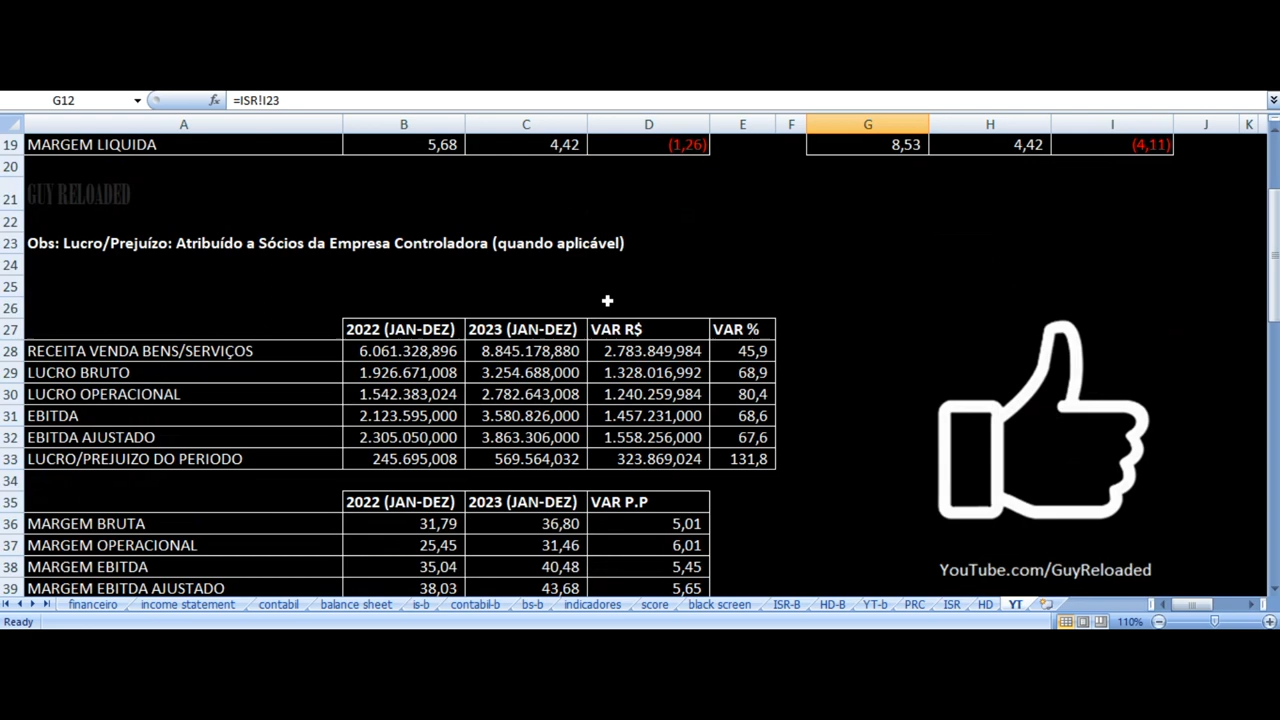 G12 fx =ISR!I23
A B C D E F G H I J K
19 MARGEM LIQUIDA 5,68 4,42 (1,26) 8,53 4,42 (4,11)
20
21 GUY RELOADED
22
23 Obs: Lucro/Prejuízo: Atribuído a Sócios da Empresa Controladora (quando aplicável)
24
25
26
27 2022 (JAN-DEZ) 2023 (JAN-DEZ) VAR R$ VAR %
28 RECEITA VENDA BENS/SERVIÇOS 6.061.328,896 8.845.178,880 2.783.849,984 45,9
29 LUCRO BRUTO 1.926.671,008 3.254.688,000 1.328.016,992 68,9
30 LUCRO OPERACIONAL 1.542.383,024 2.782.643,008 1.240.259,984 80,4
31 EBITDA 2.123.595,000 3.580.826,000 1.457.231,000 68,6
32 EBITDA AJUSTADO 2.305.050,000 3.863.306,000 1.558.256,000 67,6
33 LUCRO/PREJUIZO DO PERIODO 245.695,008 569.564,032 323.869,024 131,8
34
35 2022 (JAN-DEZ) 2023 (JAN-DEZ) VAR P.P
36 MARGEM BRUTA 31,79 36,80 5,01
37 MARGEM OPERACIONAL 25,45 31,46 6,01
38 MARGEM EBITDA 35,04 40,48 5,45
YouTube.com/GuyReloaded
39 MARGEM EBITDA AJUSTADO 38,03 43,68 5,65
financeiro income statement contabil balance sheet is-b contabil-b bs-b indicadores score black screen ISR-B HD-B YT-b PRC ISR HD YT
Ready 110%